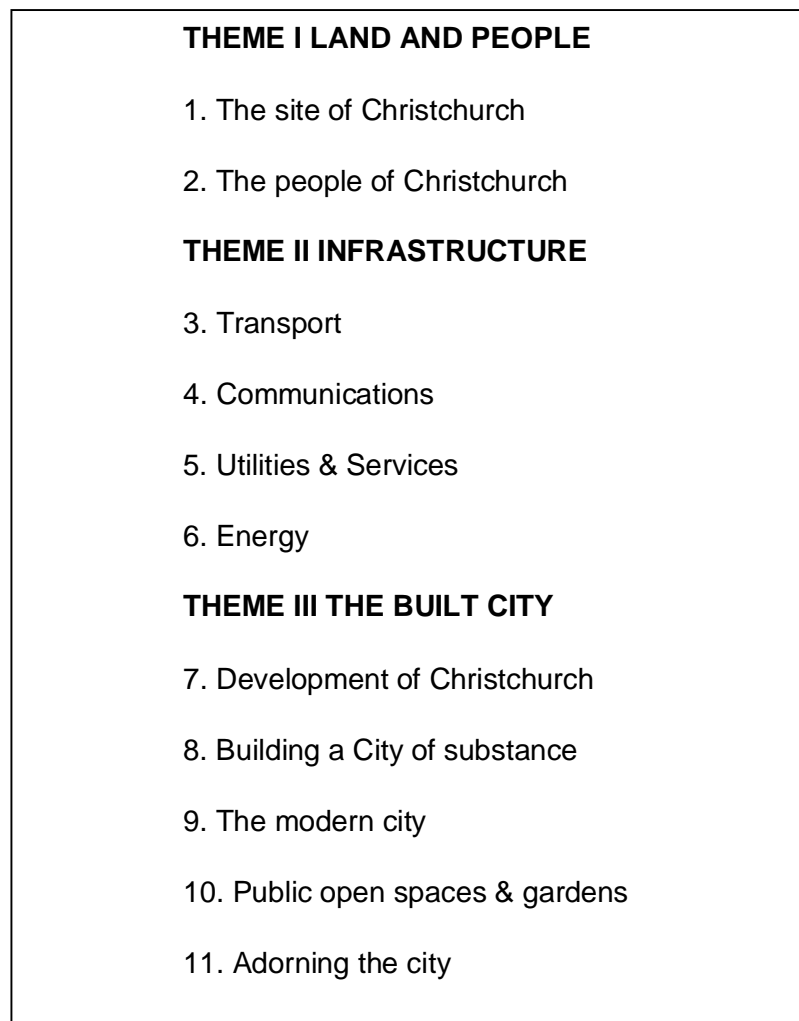 THEME I LAND AND PEOPLE
1. The site of Christchurch
2. The people of Christchurch
THEME II INFRASTRUCTURE
3. Transport
4. Communications
5. Utilities & Services
6. Energy
THEME III THE BUILT CITY
7. Development of Christchurch
8. Building a City of substance
9. The modern city
10. Public open spaces & gardens
11. Adorning the city